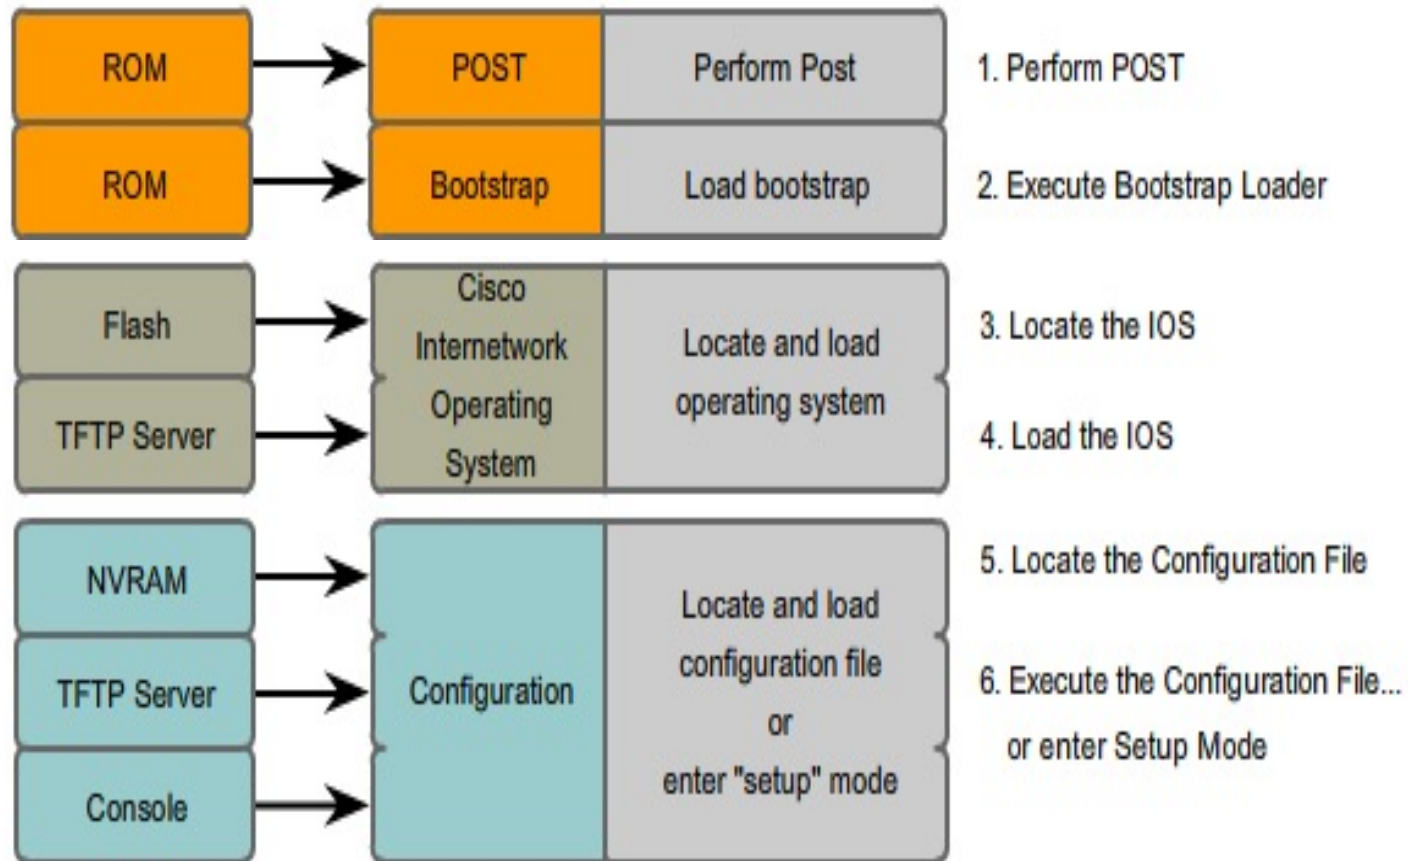 ROM
POST
Perform Post
1. Perform POST
ROM
Bootstrap
Load bootstrap
2. Execute Bootstrap Loader
Flash
TFTP Server
Cisco
Internetwork
Operating
System
Locate and load
operating system
3. Locate the IOS
4. Load the IOS
NVRAM
TFTP Server
Console
Configuration
Locate and load
configuration file
or
enter "setup" mode
5. Locate the Configuration File
6. Execute the Configuration File...
or enter Setup Mode